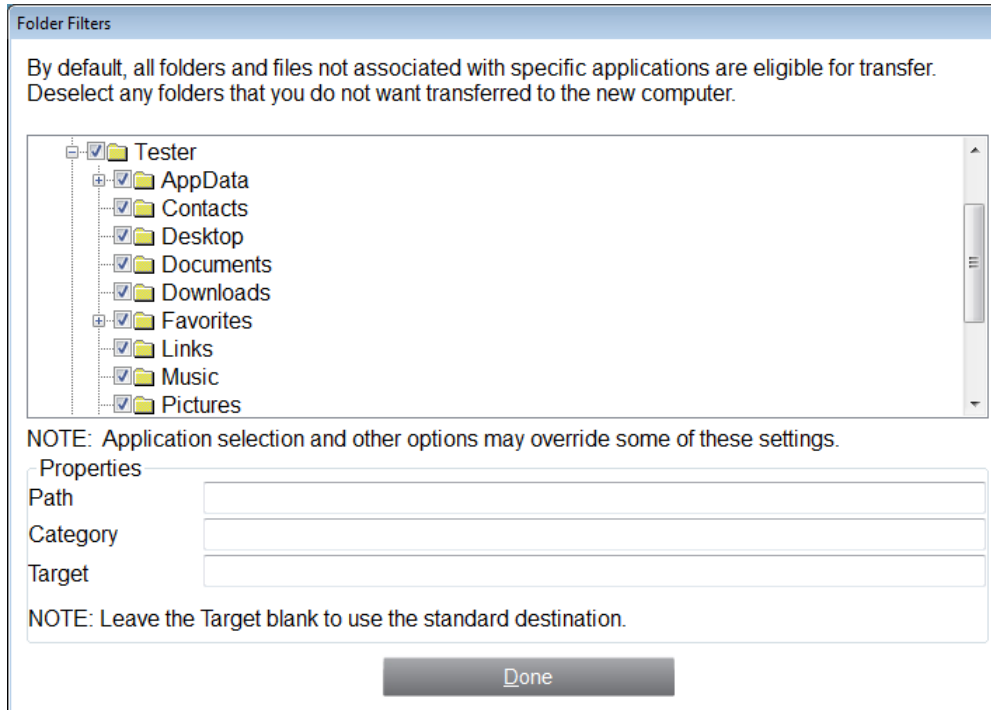 Folder Filters
By default, all folders and files not associated with specific applications are eligible for transfer.
Deselect any folders that you do not want transferred to the new computer.
Tester
AppData
Contacts
Desktop
Documents
Downloads
Favorites
Links
Music
Pictures
NOTE: Application selection and other options may override some of these settings.
Properties
Path
Category
Target
NOTE: Leave the Target blank to use the standard destination.
Done